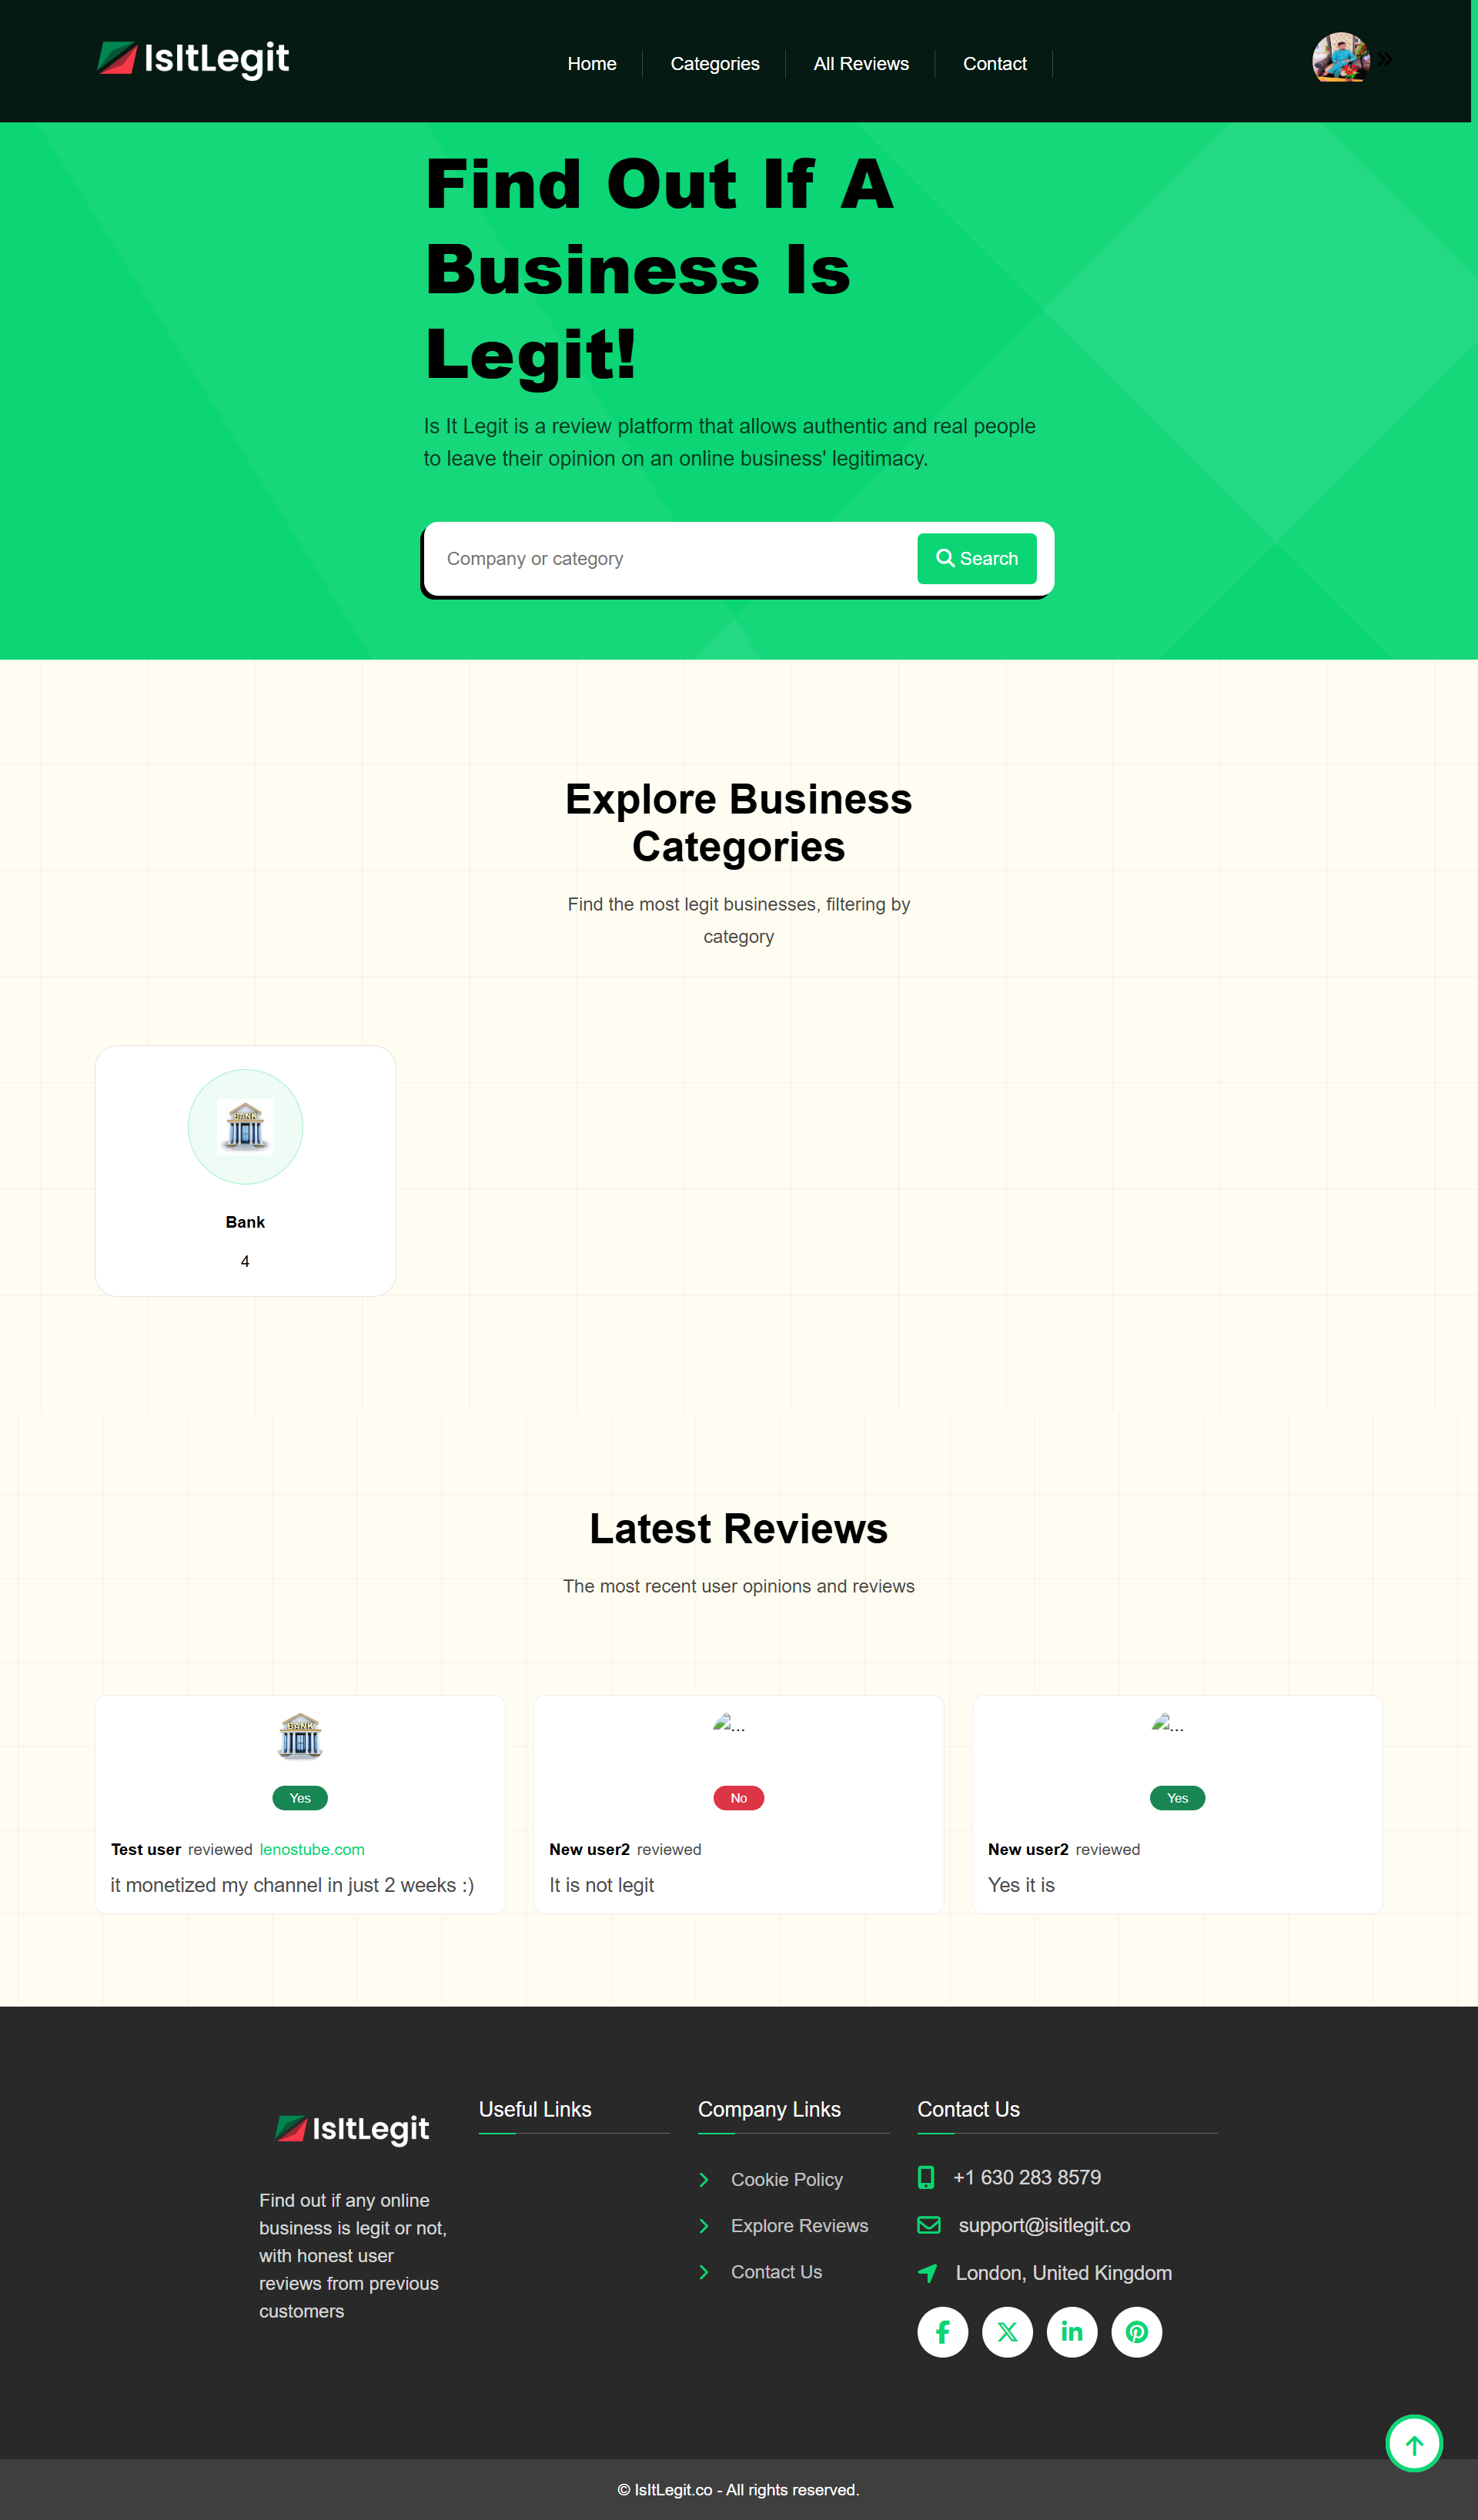 IsItLegit
Home
Categories
All Reviews
Contact
Find Out If A
Business Is
Legit!
Is It Legit is a review platform that allows authentic and real people
to leave their opinion on an online business' legitimacy.
Company or category
Search
Explore Business
Categories
Find the most legit businesses, filtering by
category
BANK
Bank
4
Latest Reviews
The most recent user opinions and reviews
BANK
Yes
Test user reviewed lenostube.com
it monetized my channel in just 2 weeks :)
...
No
New user2 reviewed
It is not legit
...
Yes
New user2 reviewed
Yes it is
IsItLegit
Find out if any online
business is legit or not,
with honest user
reviews from previous
customers
Useful Links
Company Links
Cookie Policy
Explore Reviews
Contact Us
Contact Us
+1 630 283 8579
support@isitlegit.co
London, United Kingdom
© IsItLegit.co - All rights reserved.